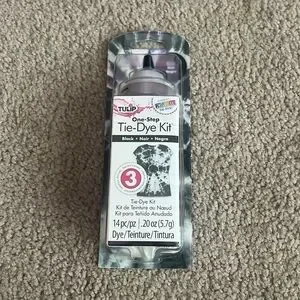 TULIP
One-Step
Tie-Dye Kit
Black • Noir • Negro
3
Tie-Dye Kit
Kit de Teinture au Nœud
Kit para Teñido Anudado
14 pc/pz | .20 oz (5.7g)
Dye/Teinture/Tintura